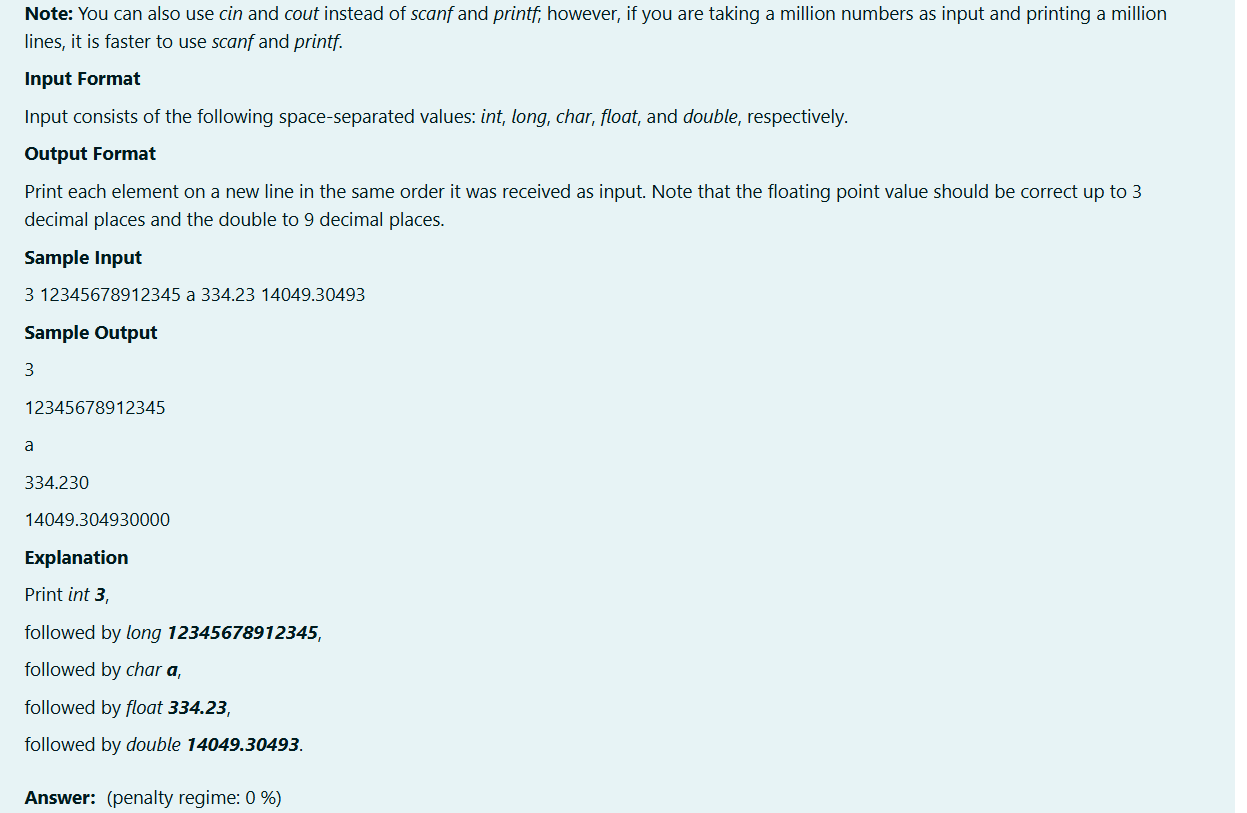 Note: You can also use cin and cout instead of scanf and printf; however, if you are taking a million numbers as input and printing a million
lines, it is faster to use scanf and printf.
Input Format
Input consists of the following space-separated values: int, long, char, float, and double, respectively.
Output Format
Print each element on a new line in the same order it was received as input. Note that the floating point value should be correct up to 3
decimal places and the double to 9 decimal places.
Sample Input
3 12345678912345 a 334.23 14049.30493
Sample Output
3
12345678912345
a
334.230
14049.304930000
Explanation
Print int 3,
followed by long 12345678912345,
followed by char a,
followed by float 334.23,
followed by double 14049.30493.
Answer: (penalty regime: 0 %)